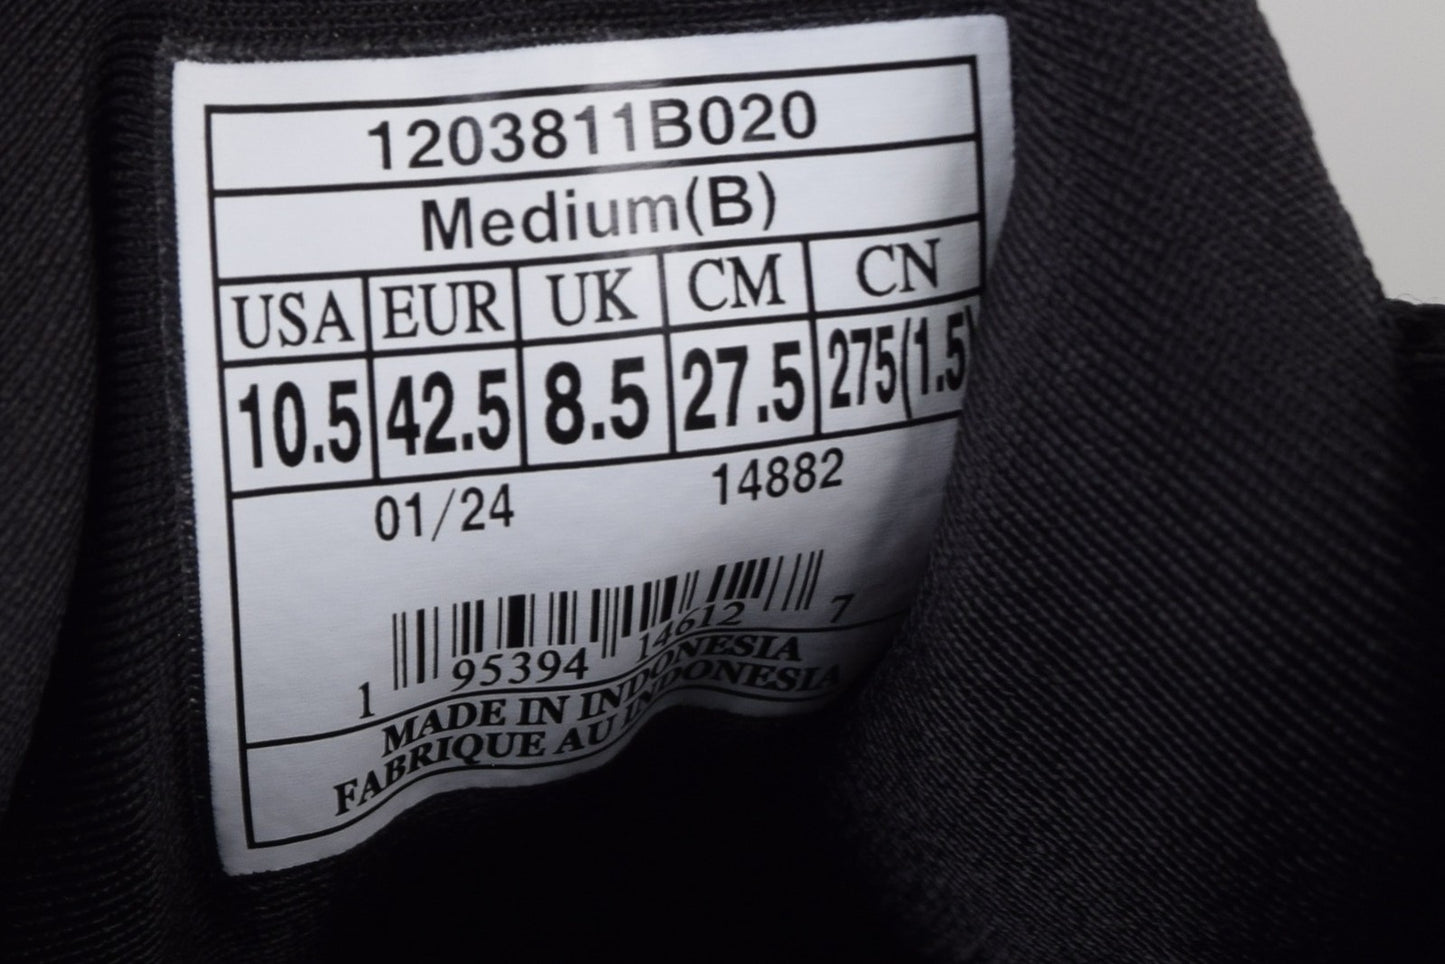 1203811B020
Medium(B)
USA EUR UK CM CN
10.5 42.5 8.5 27.5 275(1.5)
01/24 14882
1 95394 14612 7
MADE IN INDONESIA
FABRIQUE AU INDONESIA